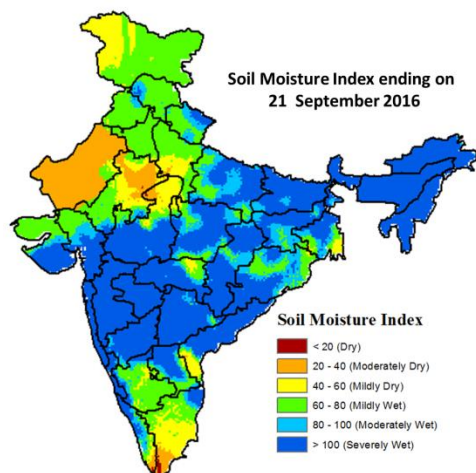 Soil Moisture Index ending on
21 September 2016
Soil Moisture Index
< 20 (Dry)
20 - 40 (Moderately Dry)
40 - 60 (Mildly Dry)
60 - 80 (Mildly Wet)
80 - 100 (Moderately Wet)
> 100 (Severely Wet)